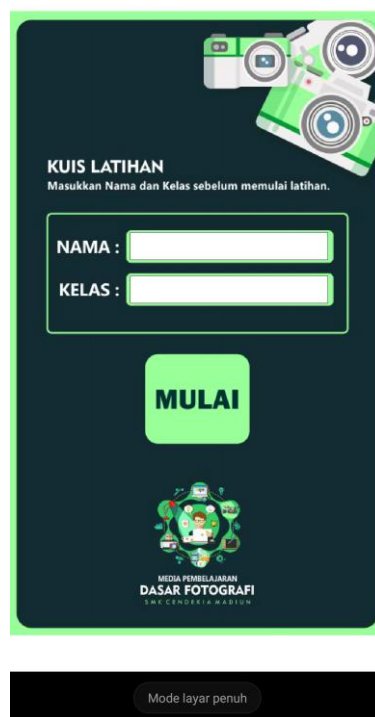 KUIS LATIHAN
Masukkan Nama dan Kelas sebelum memulai latihan.
NAMA :
KELAS :
MULAI
MEDIA PEMBELAJARAN
DASAR FOTOGRAFI
SMK CENDEKIA MADIUN
Mode layar penuh